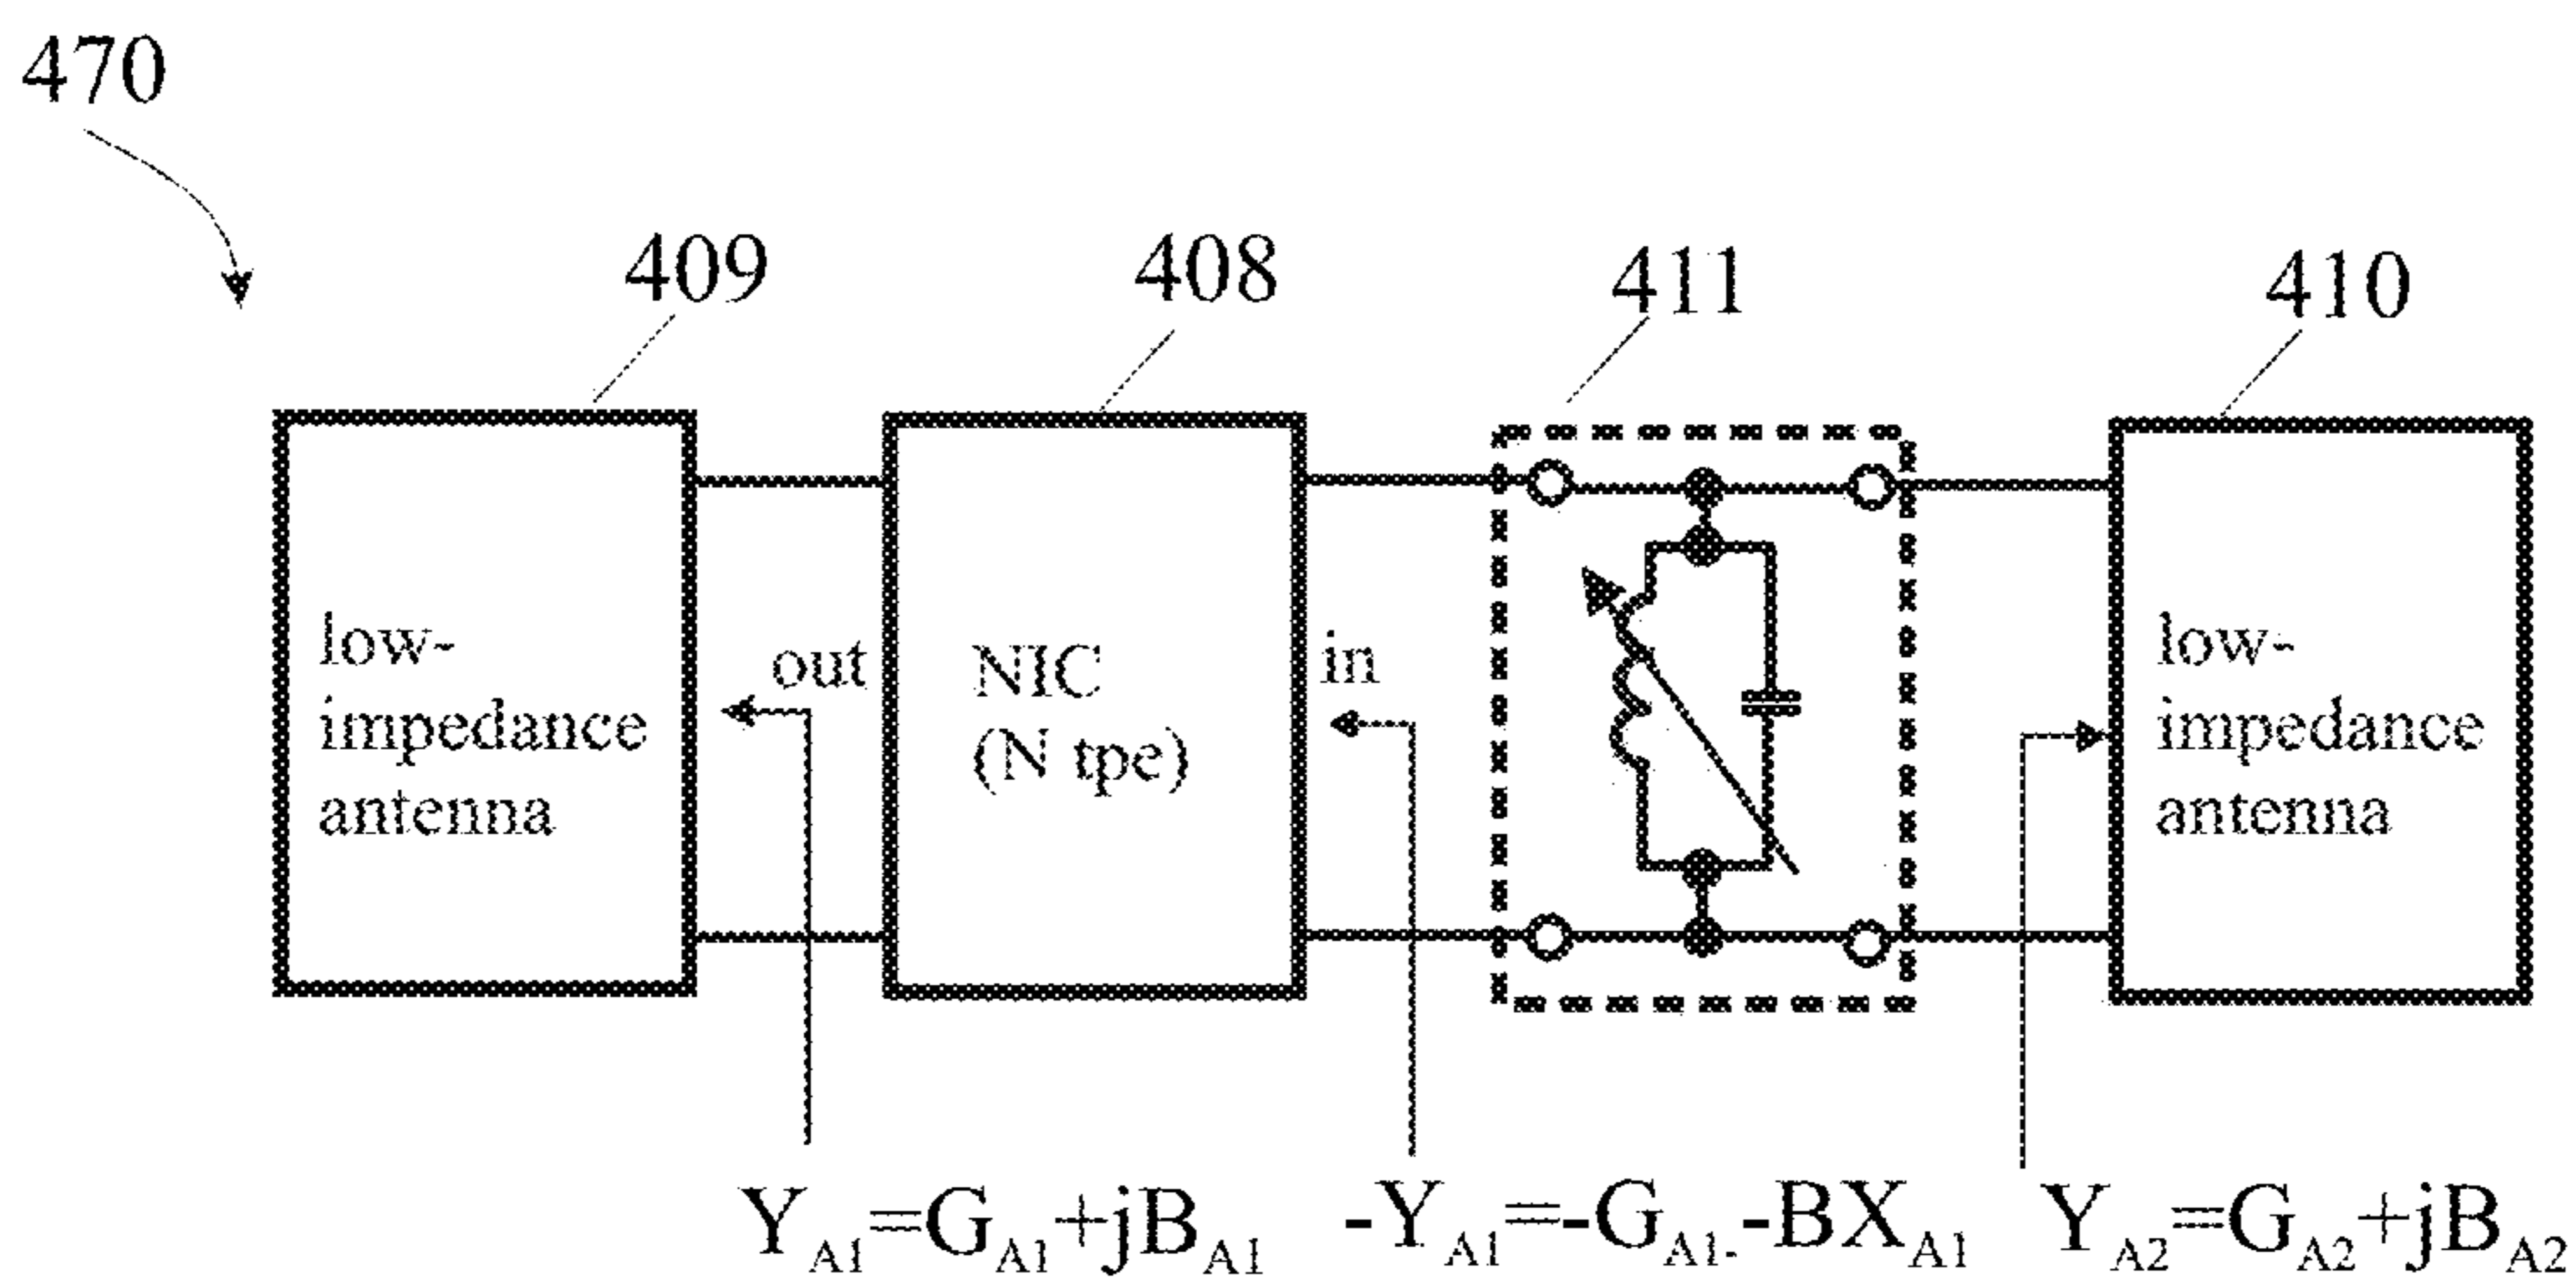 470
409
408
411
410
low-
impedance
antenna
out
NIC
(N tpe)
in
low-
impedance
antenna
Y_A1=G_A1+jB_A1
-Y_A1=-G_A1--BX_A1
Y_A2=G_A2+jB_A2